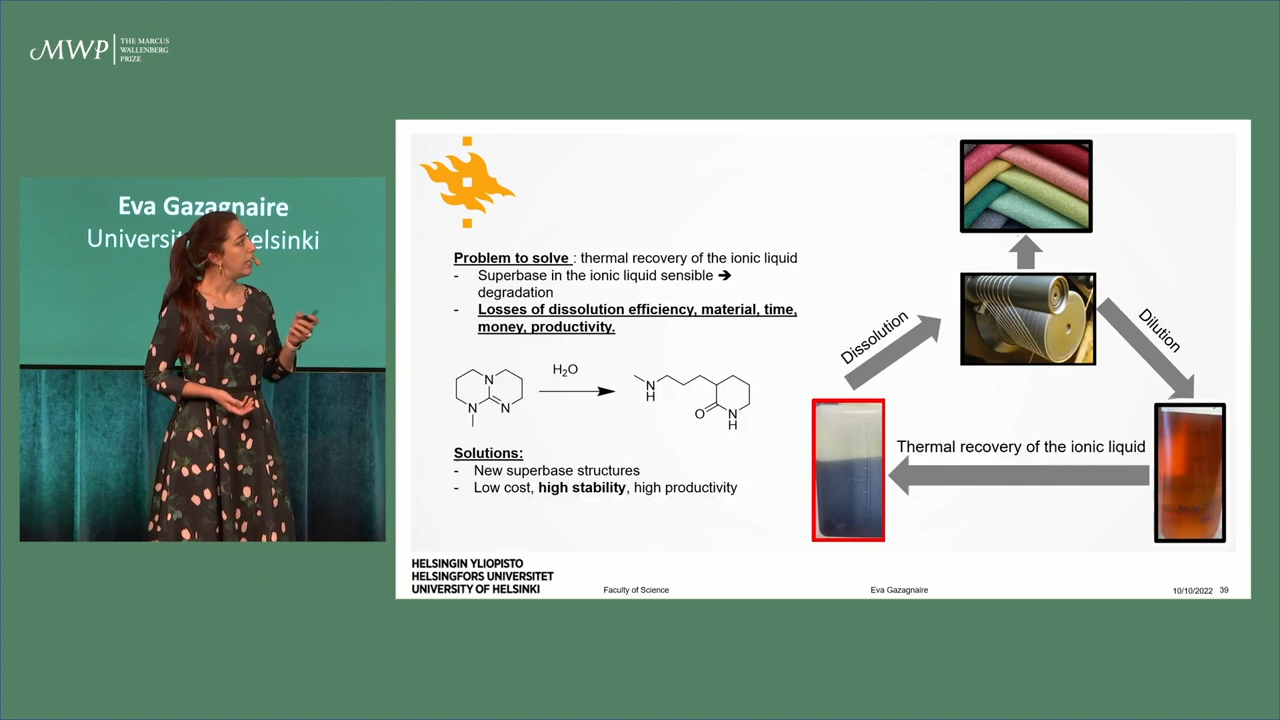 MWP
THE MARCUS
WALLENBERG
PRIZE
Eva Gazagnaire
Universit
elsinki
Problem to solve : thermal recovery of the ionic liquid
- Superbase in the ionic liquid sensible ➔
degradation
- Losses of dissolution efficiency, material, time,
money, productivity.
H2O
N
N
N
N
H
O
N
H
Solutions:
- New superbase structures
- Low cost, high stability, high productivity
Dissolution
Dilution
Thermal recovery of the ionic liquid
HELSINGIN YLIOPISTO
HELSINGFORS UNIVERSITET
UNIVERSITY OF HELSINKI
Faculty of Science
Eva Gazagnaire
10/10/2022 39